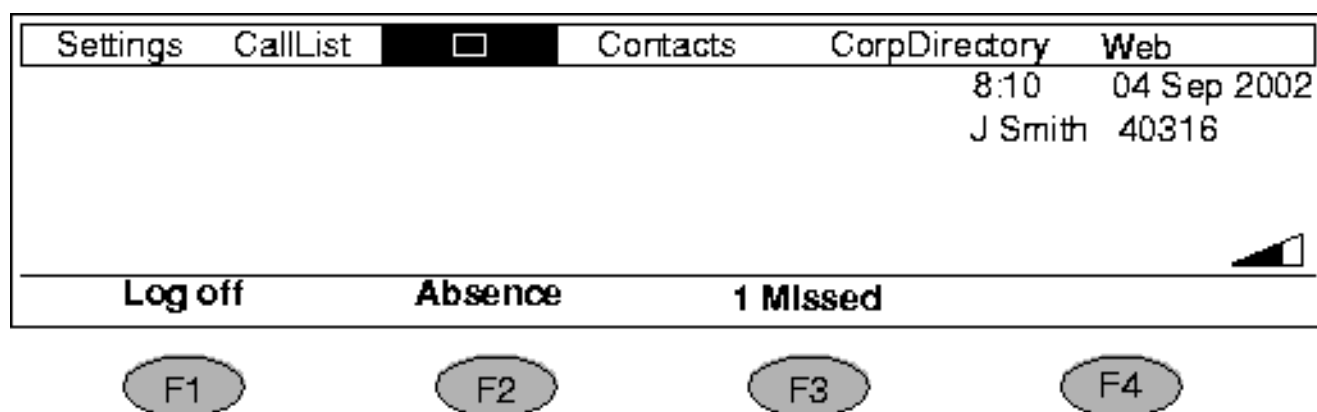 Settings CallList Contacts CorpDirectory Web
8:10 04 Sep 2002
J Smith 40316
Log off Absence 1 Missed
F1 F2 F3 F4